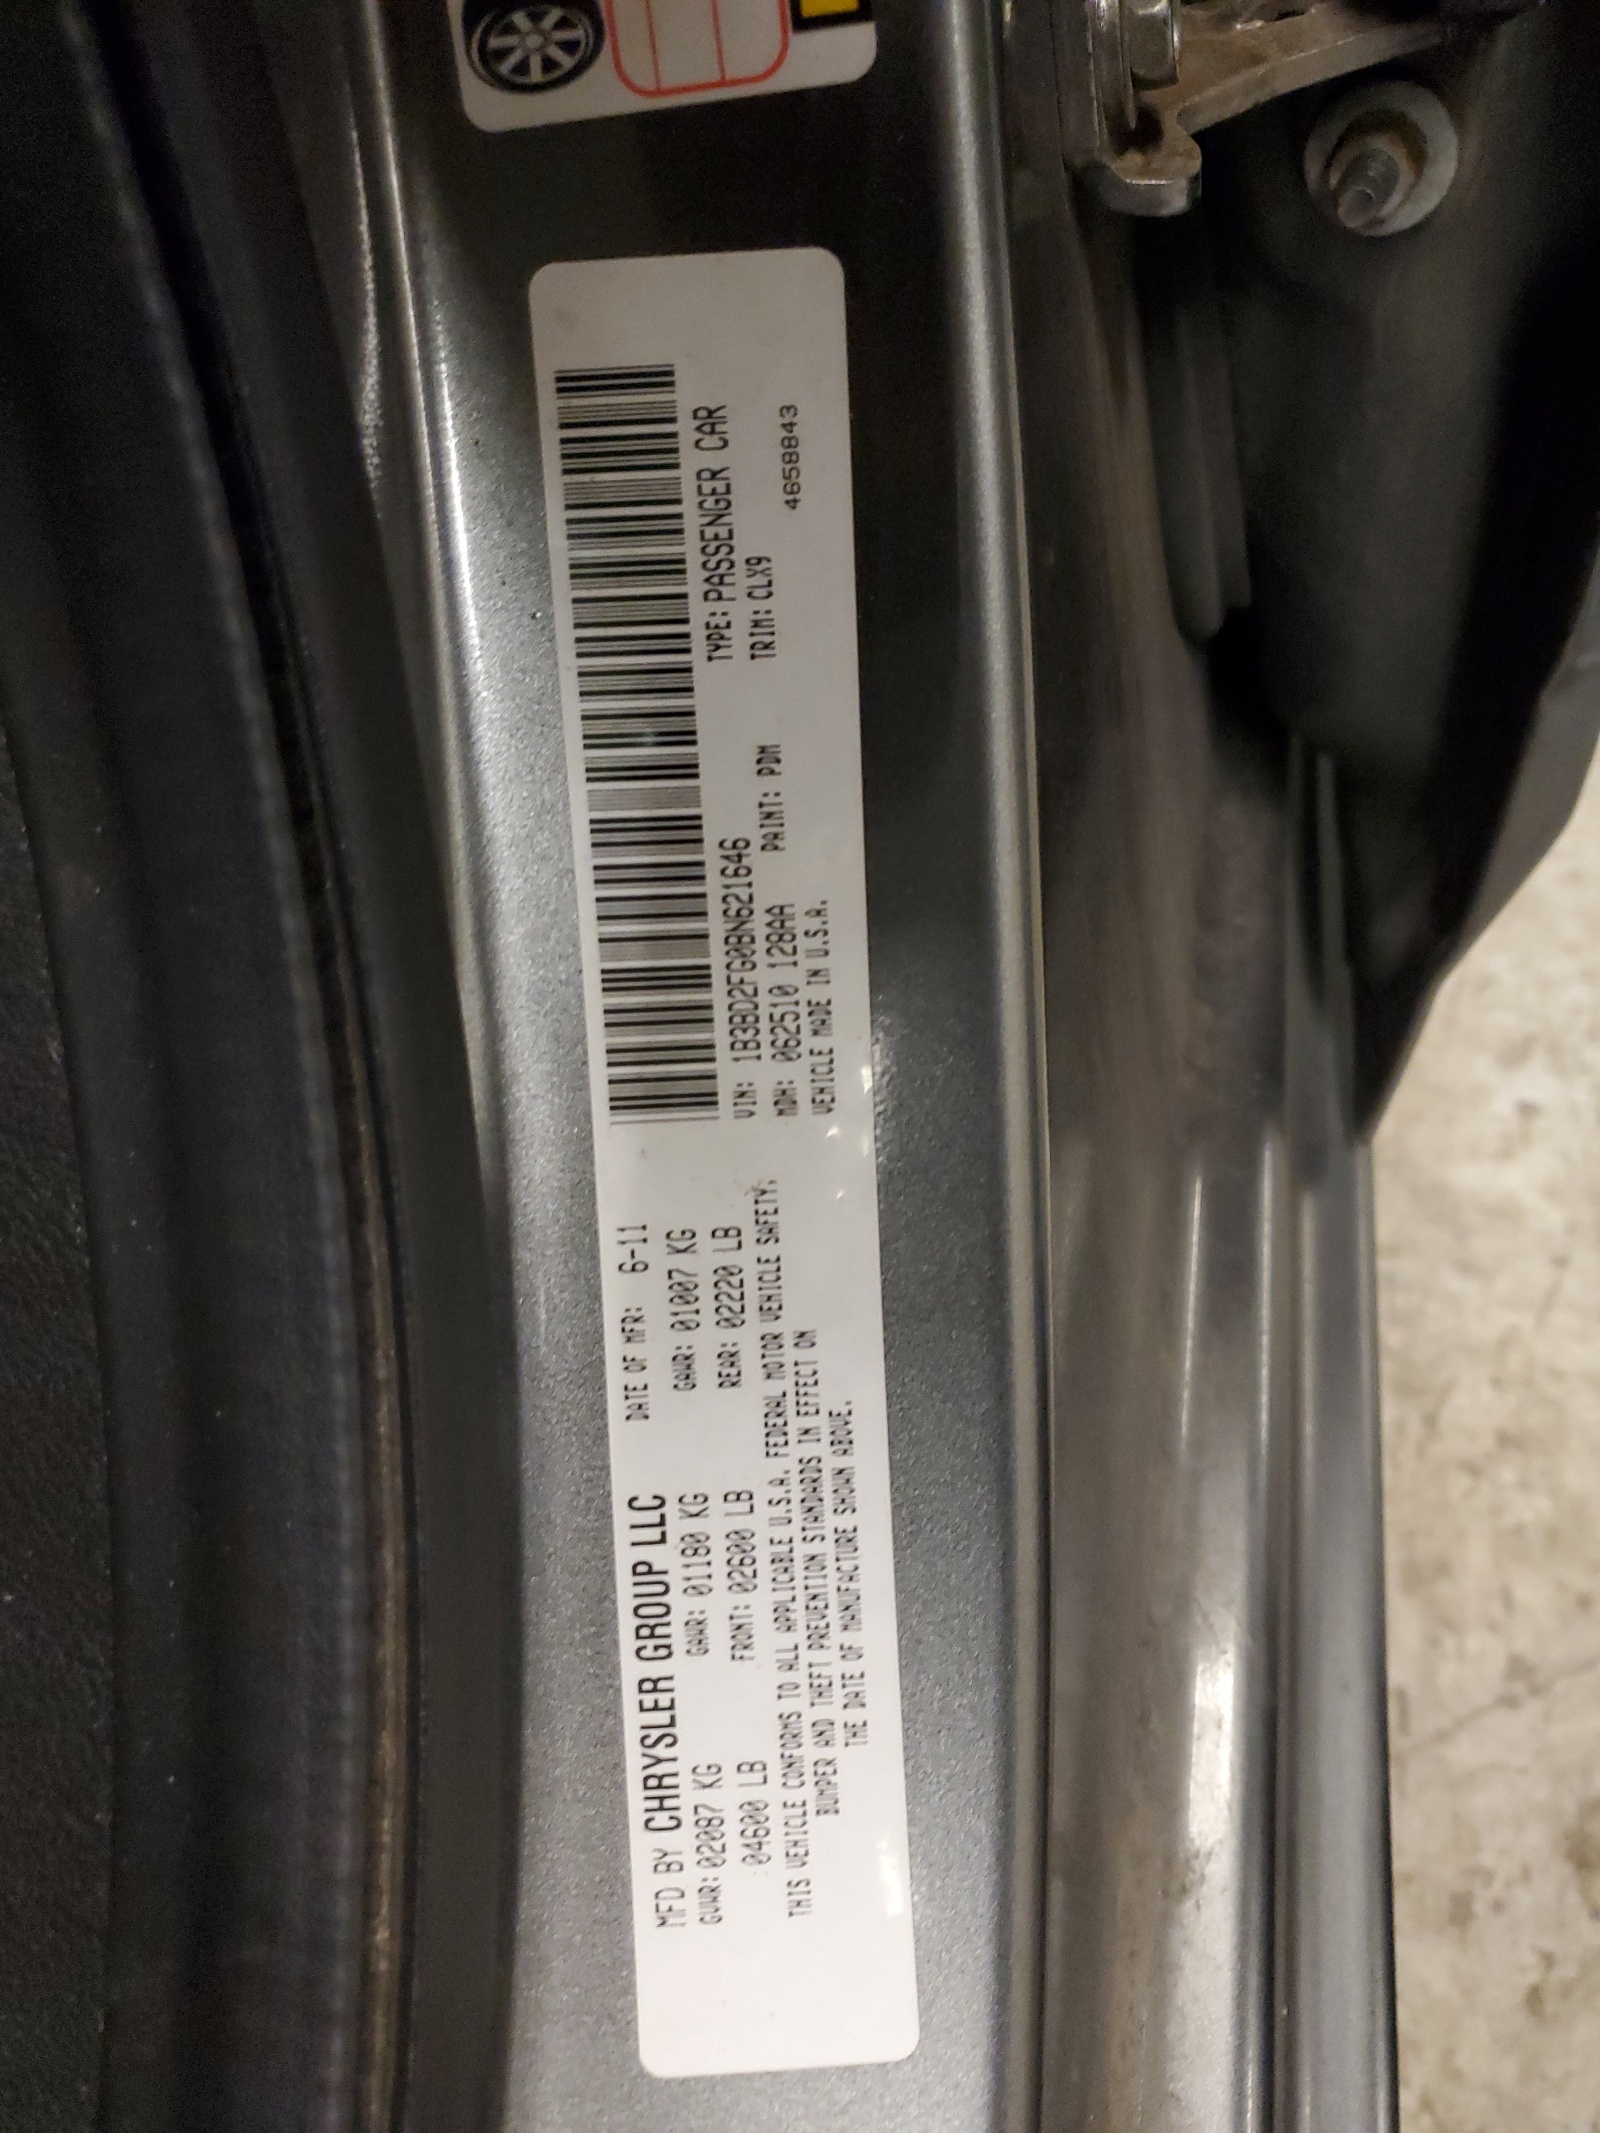 MFD BY CHRYSLER GROUP LLC DATE OF MFR: 6-11
GVWR: 02087 KG GAWR: 01180 KG GAWR: 01007 KG
04600 LB FRONT: 02600 LB REAR: 02220 LB
THIS VEHICLE CONFORMS TO ALL APPLICABLE U.S.A. FEDERAL MOTOR VEHICLE SAFETY,
BUMPER AND THEFT PREVENTION STANDARDS IN EFFECT ON
THE DATE OF MANUFACTURE SHOWN ABOVE.
VIN: 1B3BD2FG0BN621646 TYPE: PASSENGER CAR
MDH: 062510 128AA PAINT: PDM TRIM: CLX9
VEHICLE MADE IN U.S.A. 4658843